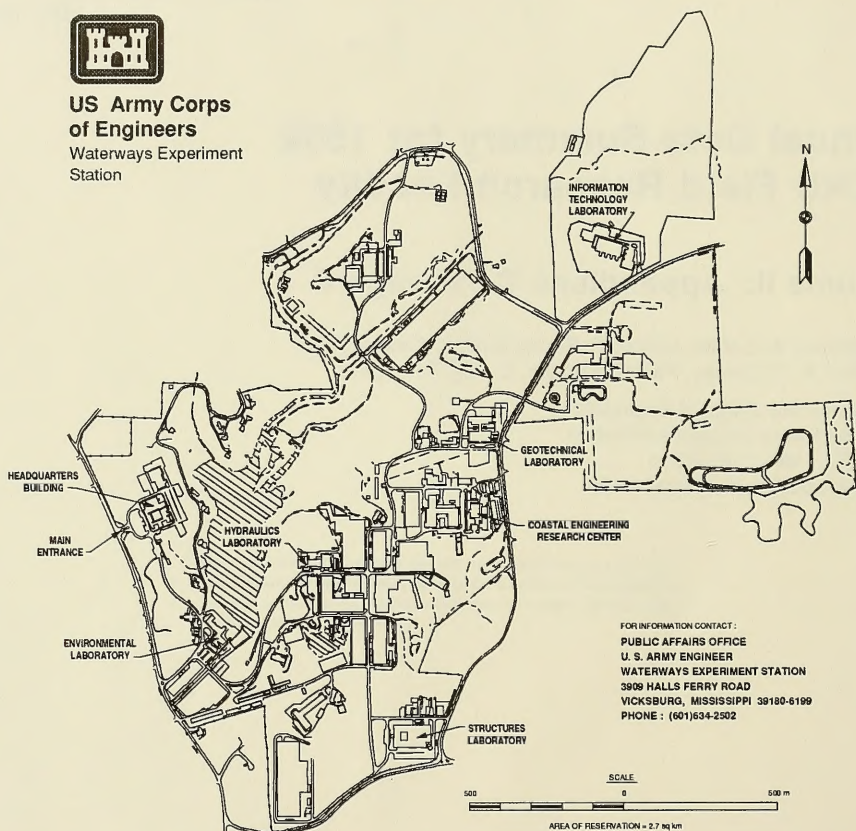 US Army Corps
of Engineers
Waterways Experiment
Station
N
INFORMATION
TECHNOLOGY
LABORATORY
GEOTECHNICAL
LABORATORY
HEADQUARTERS
BUILDING
MAIN
ENTRANCE
HYDRAULICS
LABORATORY
COASTAL ENGINEERING
RESEARCH CENTER
ENVIRONMENTAL
LABORATORY
STRUCTURES
LABORATORY
FOR INFORMATION CONTACT :
PUBLIC AFFAIRS OFFICE
U. S. ARMY ENGINEER
WATERWAYS EXPERIMENT STATION
3909 HALLS FERRY ROAD
VICKSBURG, MISSISSIPPI 39180-6199
PHONE : (601)634-2502
SCALE
500 0 500 m
AREA OF RESERVATION = 2.7 sq km